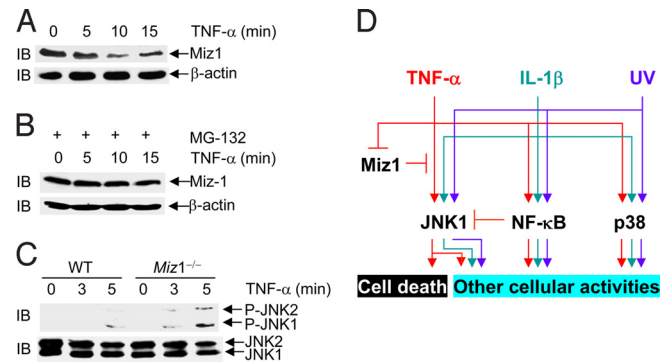 A
TNF-α (min)
0 5 10 15
IB Miz1
IB β-actin
B
+ + + + MG-132
0 5 10 15 TNF-α (min)
IB Miz-1
IB β-actin
C
WT Miz1–/–
0 3 5 0 3 5 TNF-α (min)
IB P-JNK2
P-JNK1
IB JNK2
JNK1
D
TNF-α IL-1β UV
Miz1
JNK1 NF-κB p38
Cell death Other cellular activities